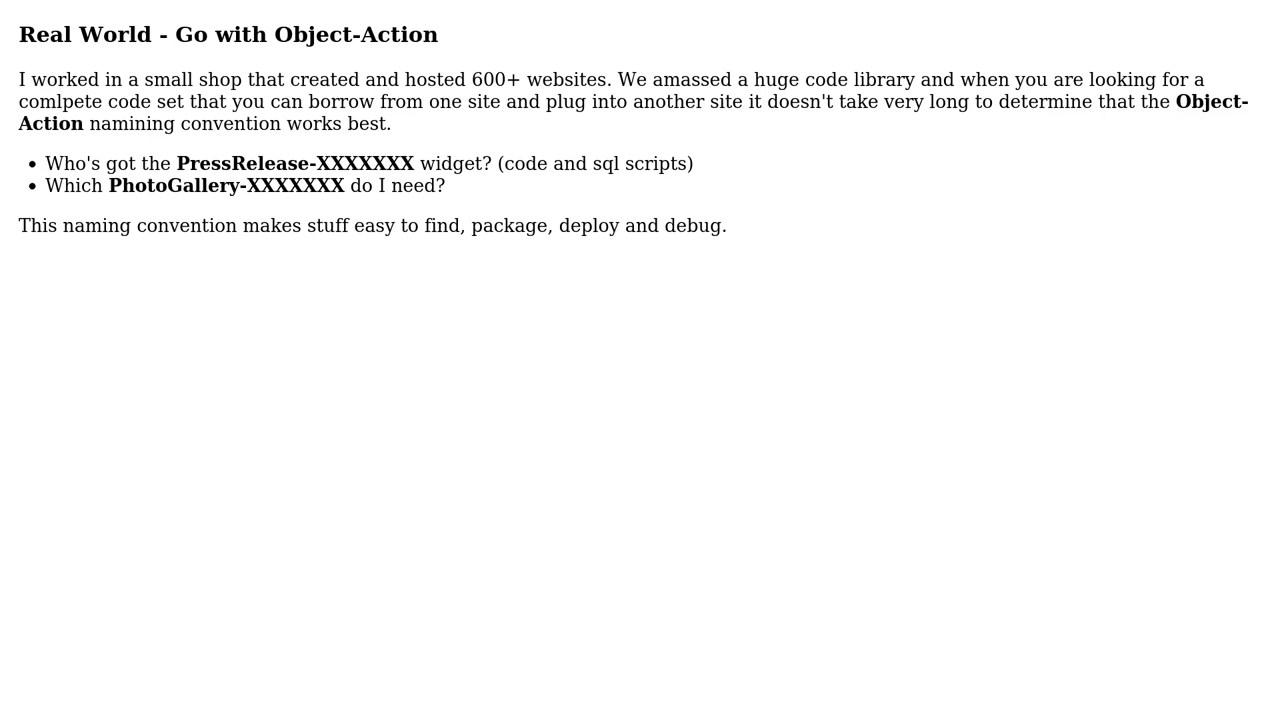 Real World - Go with Object-Action
I worked in a small shop that created and hosted 600+ websites. We amassed a huge code library and when you are looking for a
comlpete code set that you can borrow from one site and plug into another site it doesn't take very long to determine that the Object-
Action namining convention works best.
• Who's got the PressRelease-XXXXXXX widget? (code and sql scripts)
• Which PhotoGallery-XXXXXXX do I need?
This naming convention makes stuff easy to find, package, deploy and debug.